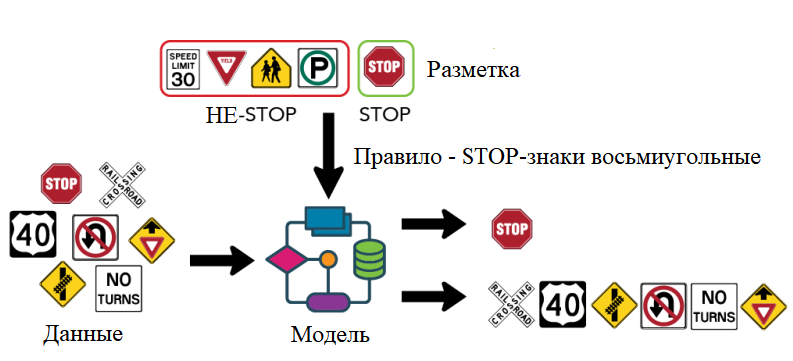 SPEED
LIMIT
30
YIELD
P
STOP
Разметка
НЕ-STOP
STOP
Правило - STOP-знаки восьмиугольные
STOP
RAILROAD
CROSSING
40
NO
TURNS
Данные
Модель
STOP
RAILROAD
CROSSING
40
NO
TURNS